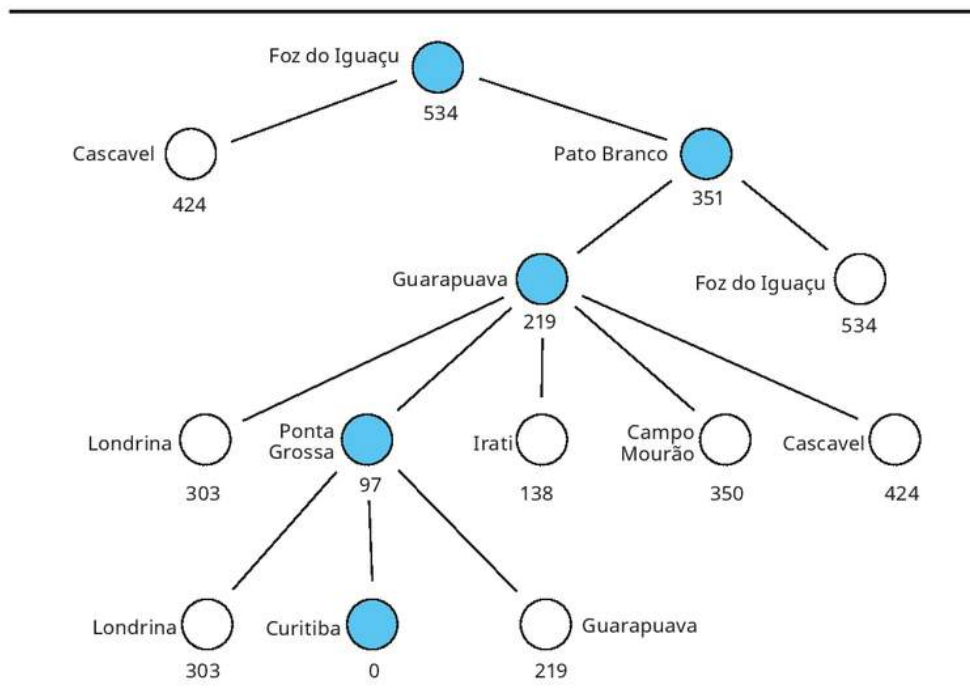 Foz do Iguaçu
534
Cascavel
424
Pato Branco
351
Guarapuava
219
Foz do Iguaçu
534
Londrina
303
Ponta
Grossa
97
Irati
138
Campo
Mourão
350
Cascavel
424
Londrina
303
Curitiba
0
Guarapuava
219